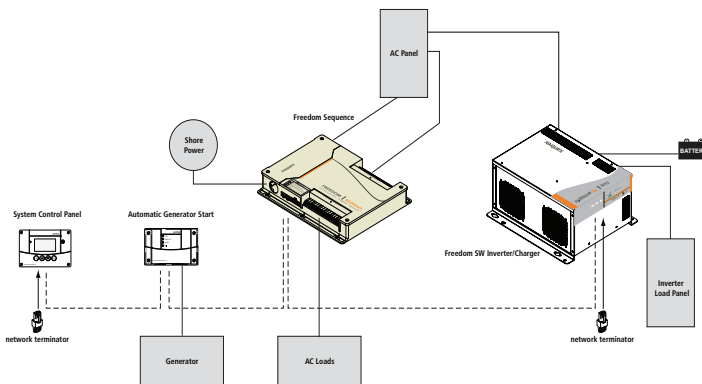 AC Panel
Freedom Sequence
Shore
Power
BATTERY
System Control Panel
Automatic Generator Start
Freedom SW Inverter/Charger
Inverter
Load Panel
network terminator
network terminator
Generator
AC Loads